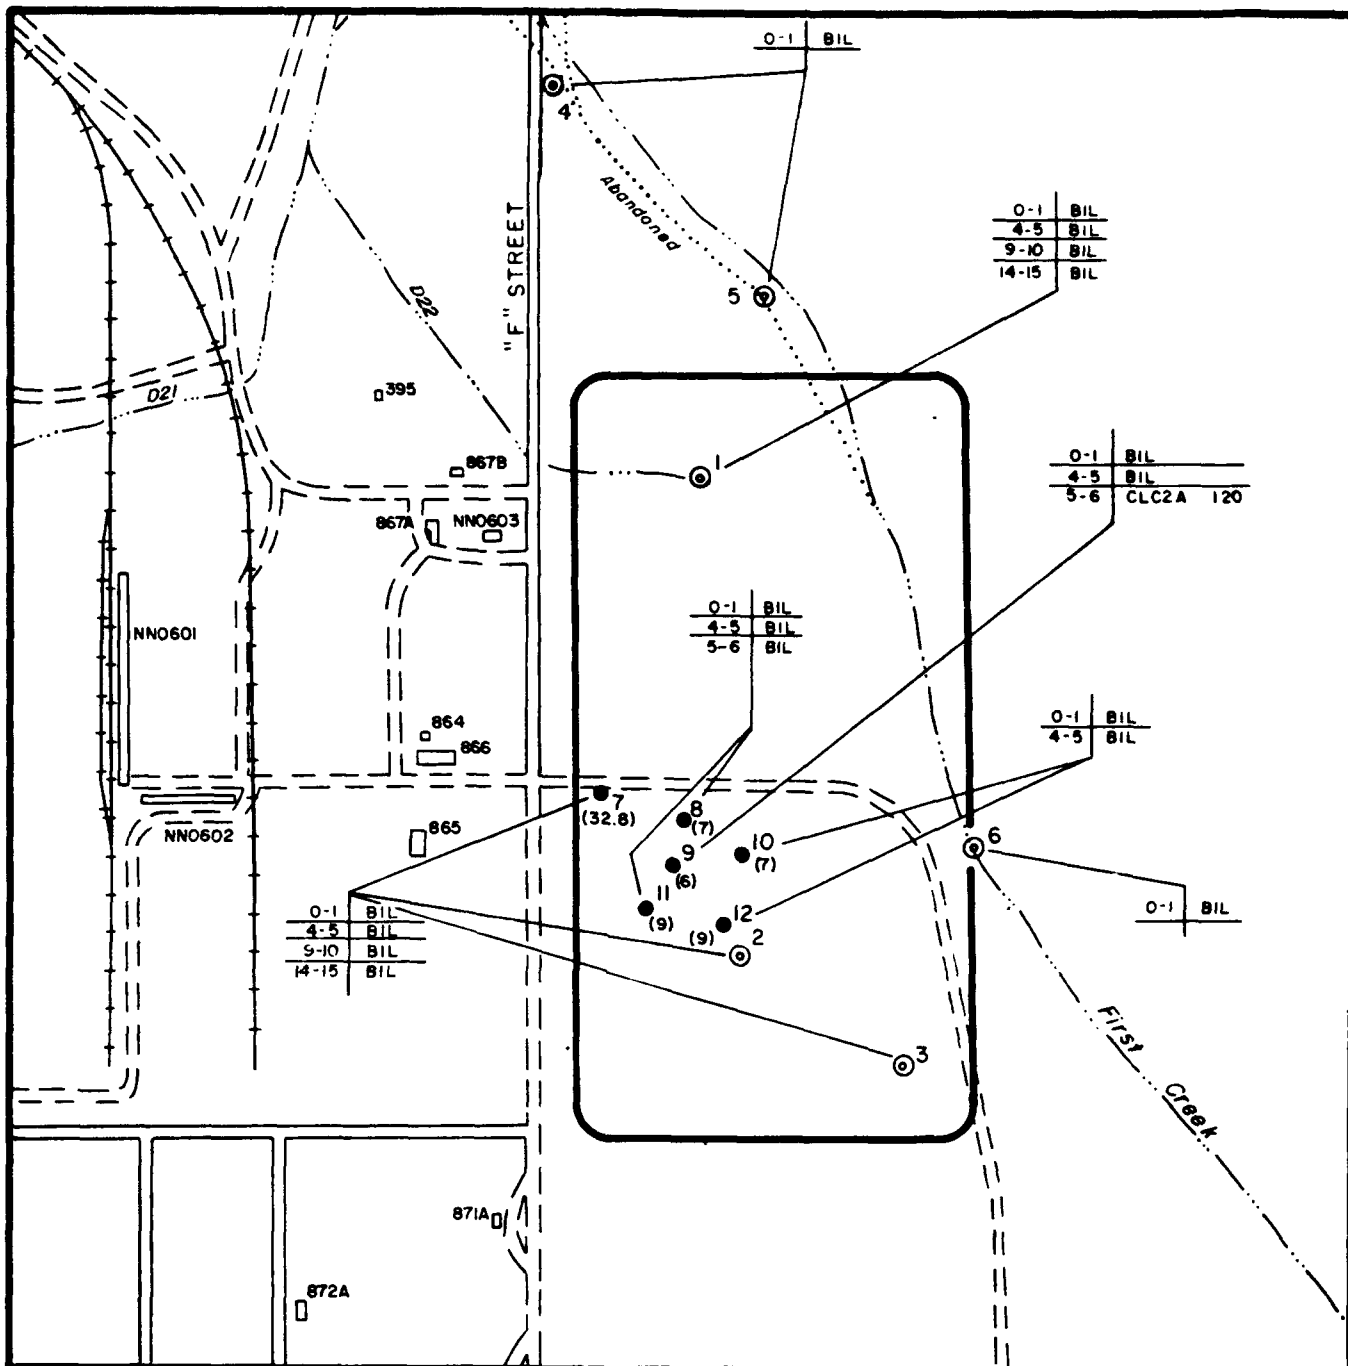 0-1 BIL
4
Abandoned
"F" STREET
5
0-1 BIL
4-5 BIL
9-10 BIL
14-15 BIL
D22
D21
395
867B
1
0-1 BIL
4-5 BIL
5-6 CLC2A 120
867A
NN0603
0-1 BIL
4-5 BIL
5-6 BIL
NN0601
864
866
0-1 BIL
4-5 BIL
NN0602
865
7
(32.8)
8
(7)
9
(6)
10
(7)
6
11
(9)
12
(9)
2
0-1 BIL
4-5 BIL
9-10 BIL
14-15 BIL
0-1 BIL
3
First Creek
871A
872A